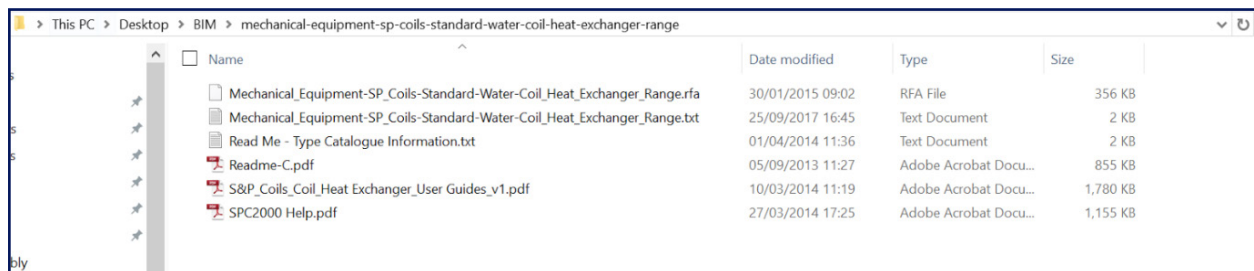 > This PC > Desktop > BIM > mechanical-equipment-sp-coils-standard-water-coil-heat-exchanger-range
Name Date modified Type Size
Mechanical_Equipment-SP_Coils-Standard-Water-Coil_Heat_Exchanger_Range.rfa 30/01/2015 09:02 RFA File 356 KB
Mechanical_Equipment-SP_Coils-Standard-Water-Coil_Heat_Exchanger_Range.txt 25/09/2017 16:45 Text Document 2 KB
Read Me - Type Catalogue Information.txt 01/04/2014 11:36 Text Document 2 KB
Readme-C.pdf 05/09/2013 11:27 Adobe Acrobat Docu... 855 KB
S&P_Coils_Coil_Heat Exchanger_User Guides_v1.pdf 10/03/2014 11:19 Adobe Acrobat Docu... 1,780 KB
SPC2000 Help.pdf 27/03/2014 17:25 Adobe Acrobat Docu... 1,155 KB
s
s
s
bly